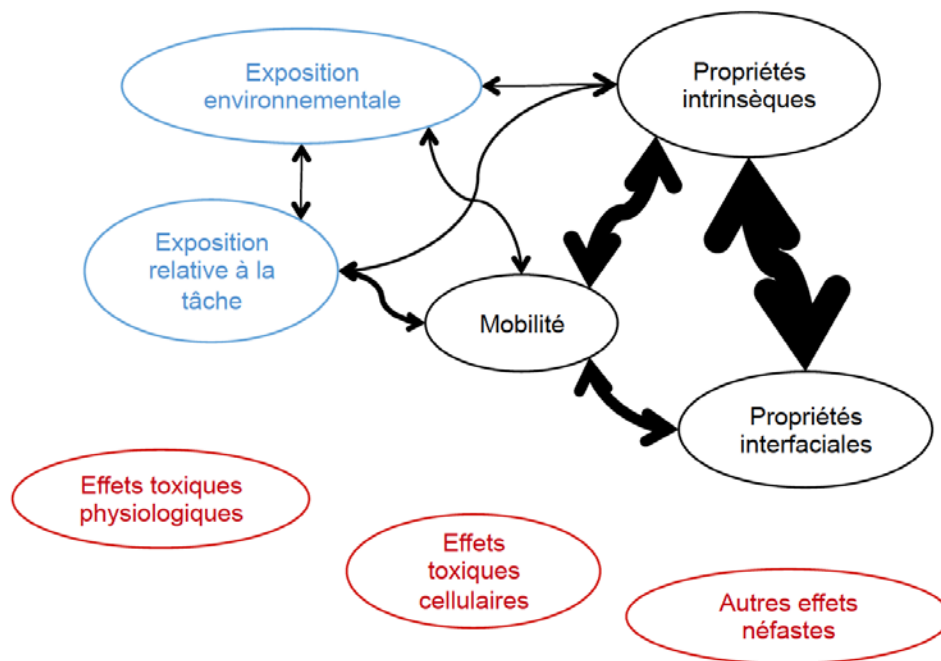 Exposition
environnementale
Propriétés
intrinsèques
Exposition
relative à la
tâche
Mobilité
Propriétés
interfaciales
Effets toxiques
physiologiques
Effets
toxiques
cellulaires
Autres effets
néfastes